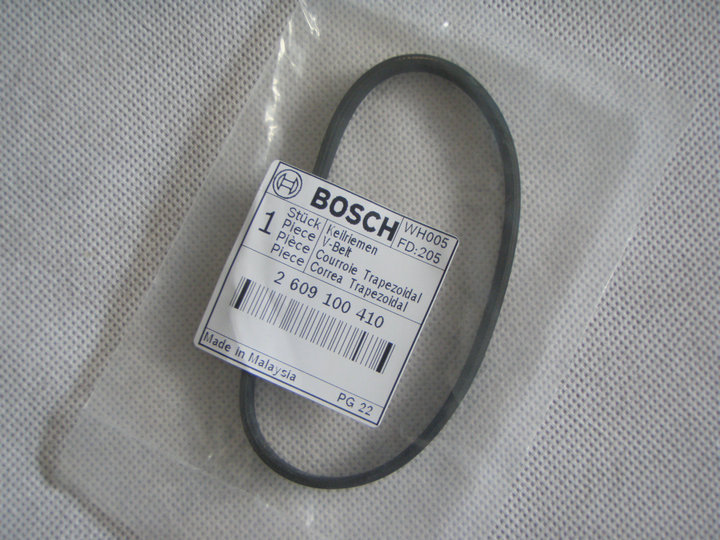 BOSCH
WH005
FD:205
1
Stück
Piece
Pièce
Piece
Keilriemen
V-Belt
Courroie Trapezoidal
Correa Trapezoidal
2 609 100 410
Made in Malaysia
PG 22